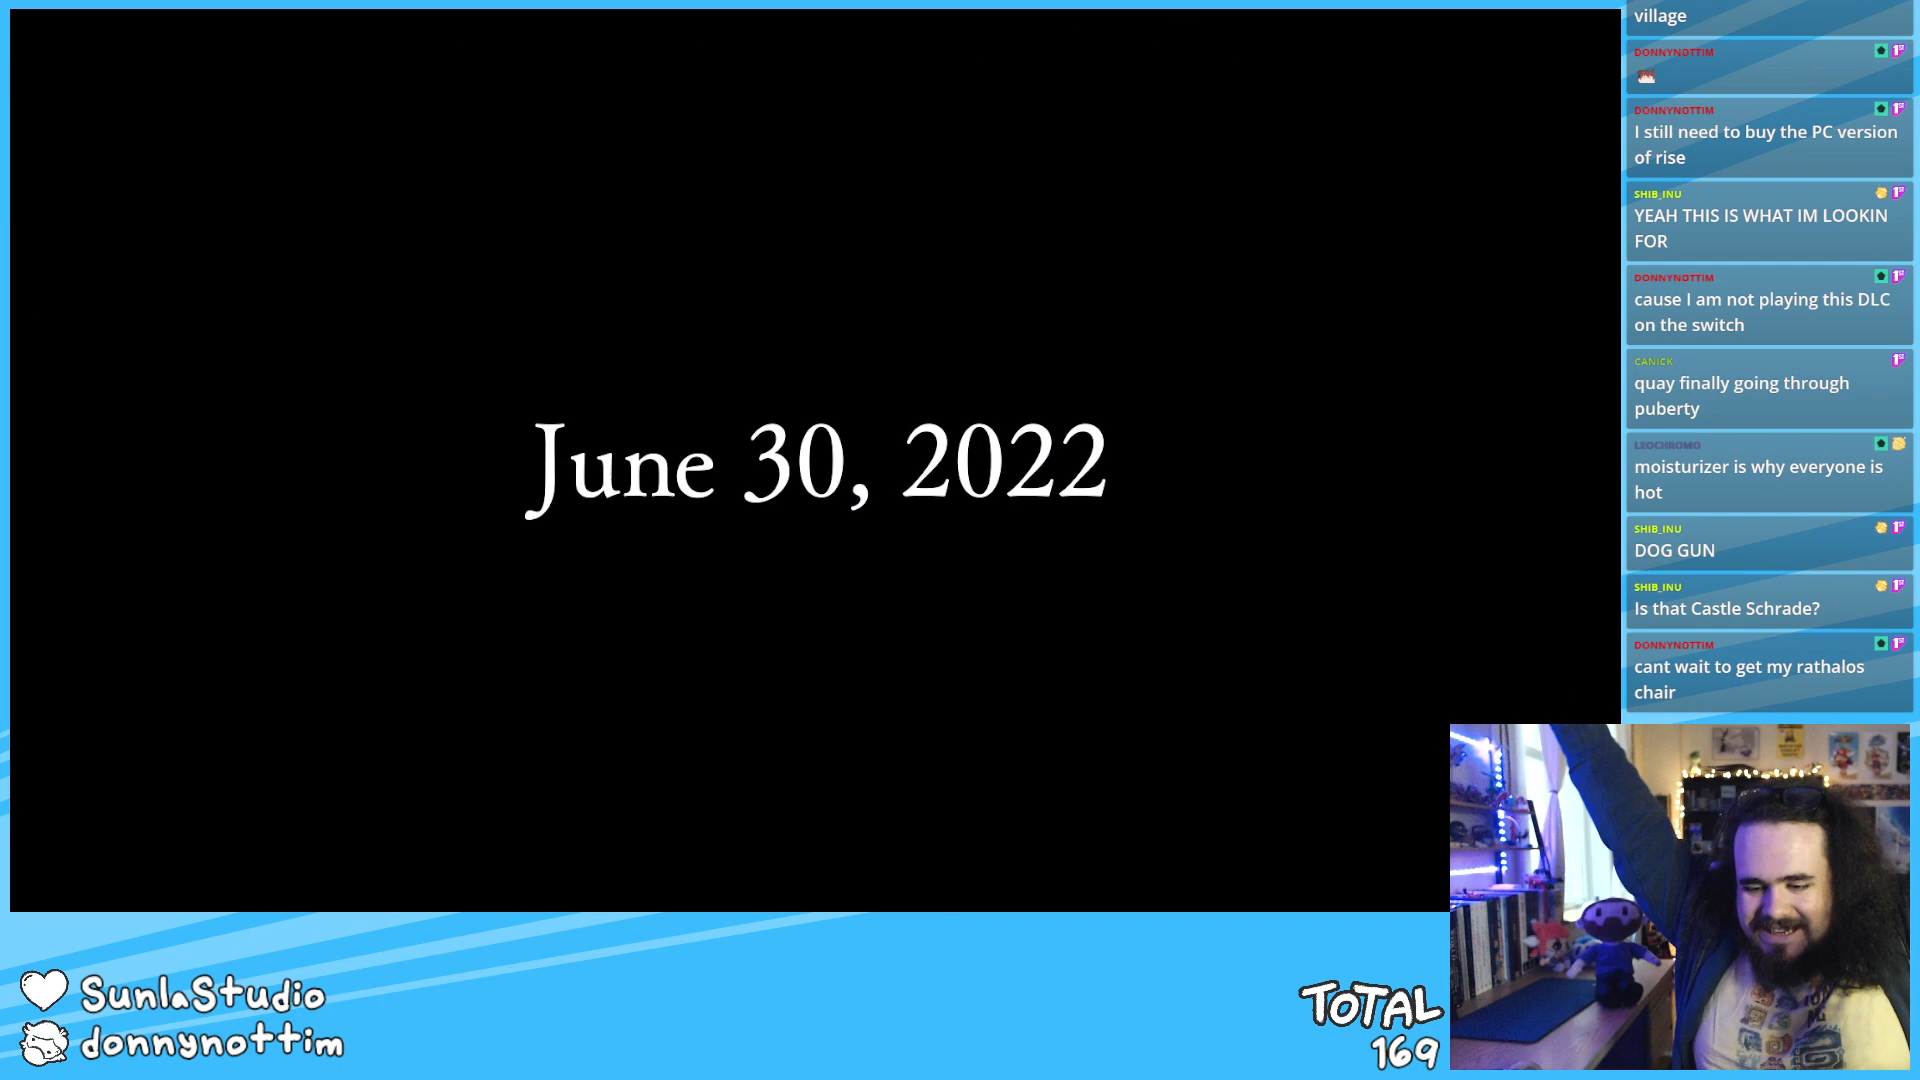 June 30, 2022
village
DONNYNOTTIM
DONNYNOTTIM
I still need to buy the PC version
of rise
SHIB_INU
YEAH THIS IS WHAT IM LOOKIN
FOR
DONNYNOTTIM
cause I am not playing this DLC
on the switch
CANICK
quay finally going through
puberty
LEOCHROMO
moisturizer is why everyone is
hot
SHIB_INU
DOG GUN
SHIB_INU
Is that Castle Schrade?
DONNYNOTTIM
cant wait to get my rathalos
chair
SunlaStudio
donnynottim
TOTAL
169